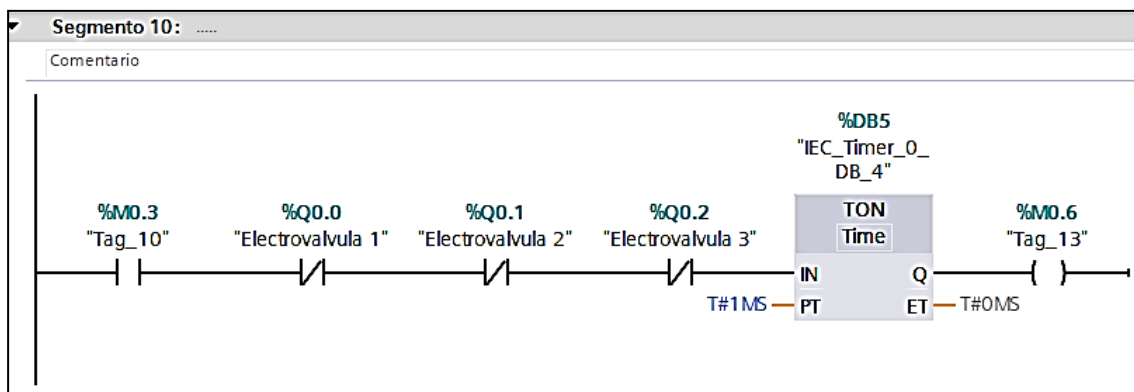 Segmento 10: .....
Comentario
%DB5
"IEC_Timer_0_
DB_4"
%M0.3 %Q0.0 %Q0.1 %Q0.2 TON %M0.6
"Tag_10" "Electrovalvula 1" "Electrovalvula 2" "Electrovalvula 3" Time "Tag_13"
IN Q
T#1MS PT ET T#0MS